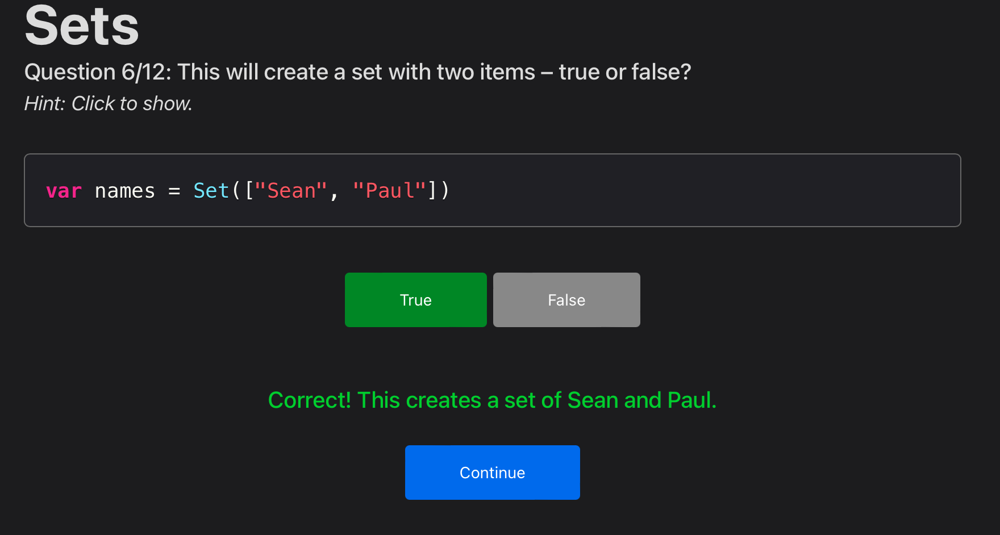 Sets
Question 6/12: This will create a set with two items – true or false?
Hint: Click to show.
var names = Set(["Sean", "Paul"])
True
False
Correct! This creates a set of Sean and Paul.
Continue